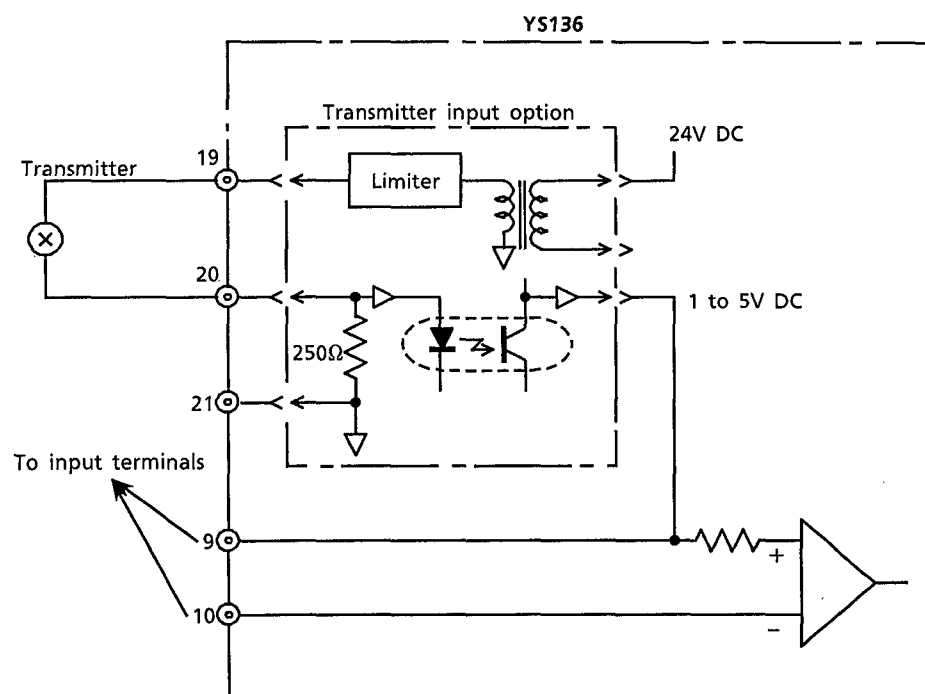 YS136
Transmitter input option
24V DC
19
Transmitter
Limiter
20
1 to 5V DC
250Ω
21
To input terminals
9
+
10
−